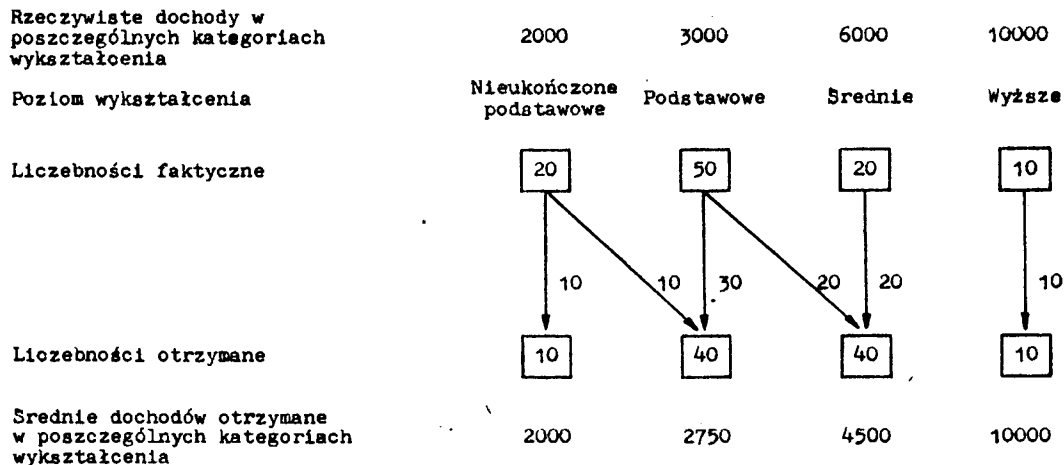 Rzeczywiste dochody w
poszczególnych kategoriach
wykształcenia
2000 3000 6000 10000
Poziom wykształcenia
Nieukończone
podstawowe
Podstawowe Średnie Wyższe
Liczebności faktyczne 20 50 20 10
10 10 30 20 20 10
Liczebności otrzymane 10 40 40 10
Średnie dochodów otrzymane
w poszczególnych kategoriach
wykształcenia
2000 2750 4500 10000